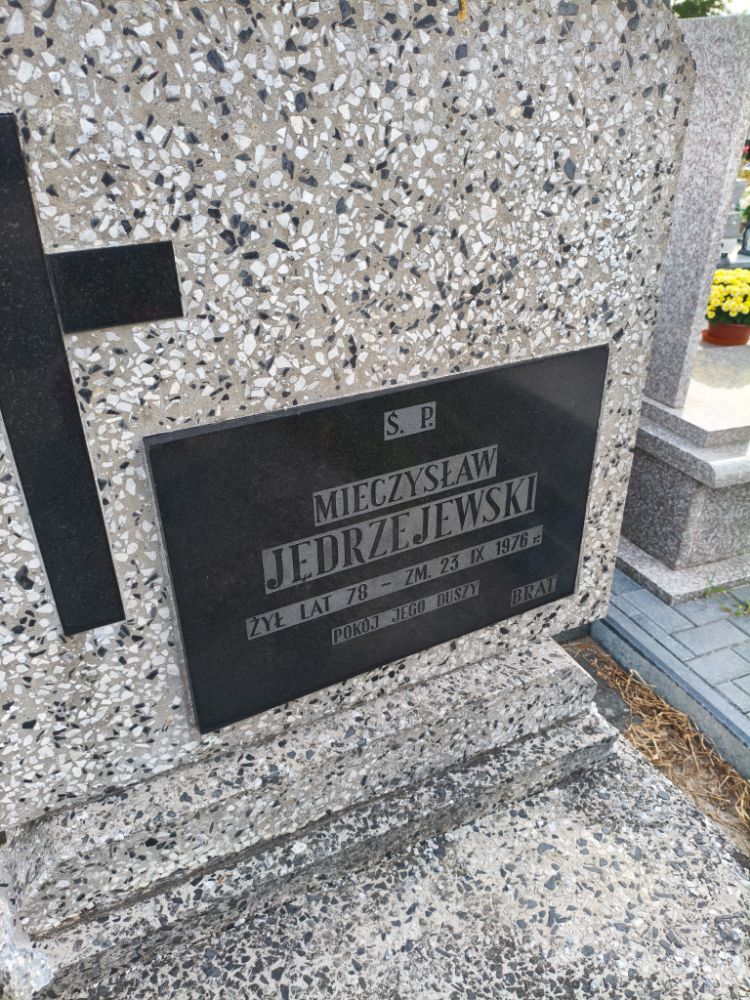 Ś. P.
MIECZYSŁAW
JĘDRZEJEWSKI
ŻYŁ LAT 78 – ZM. 23 IX 1976 r.
POKÓJ JEGO DUSZY
BRAT